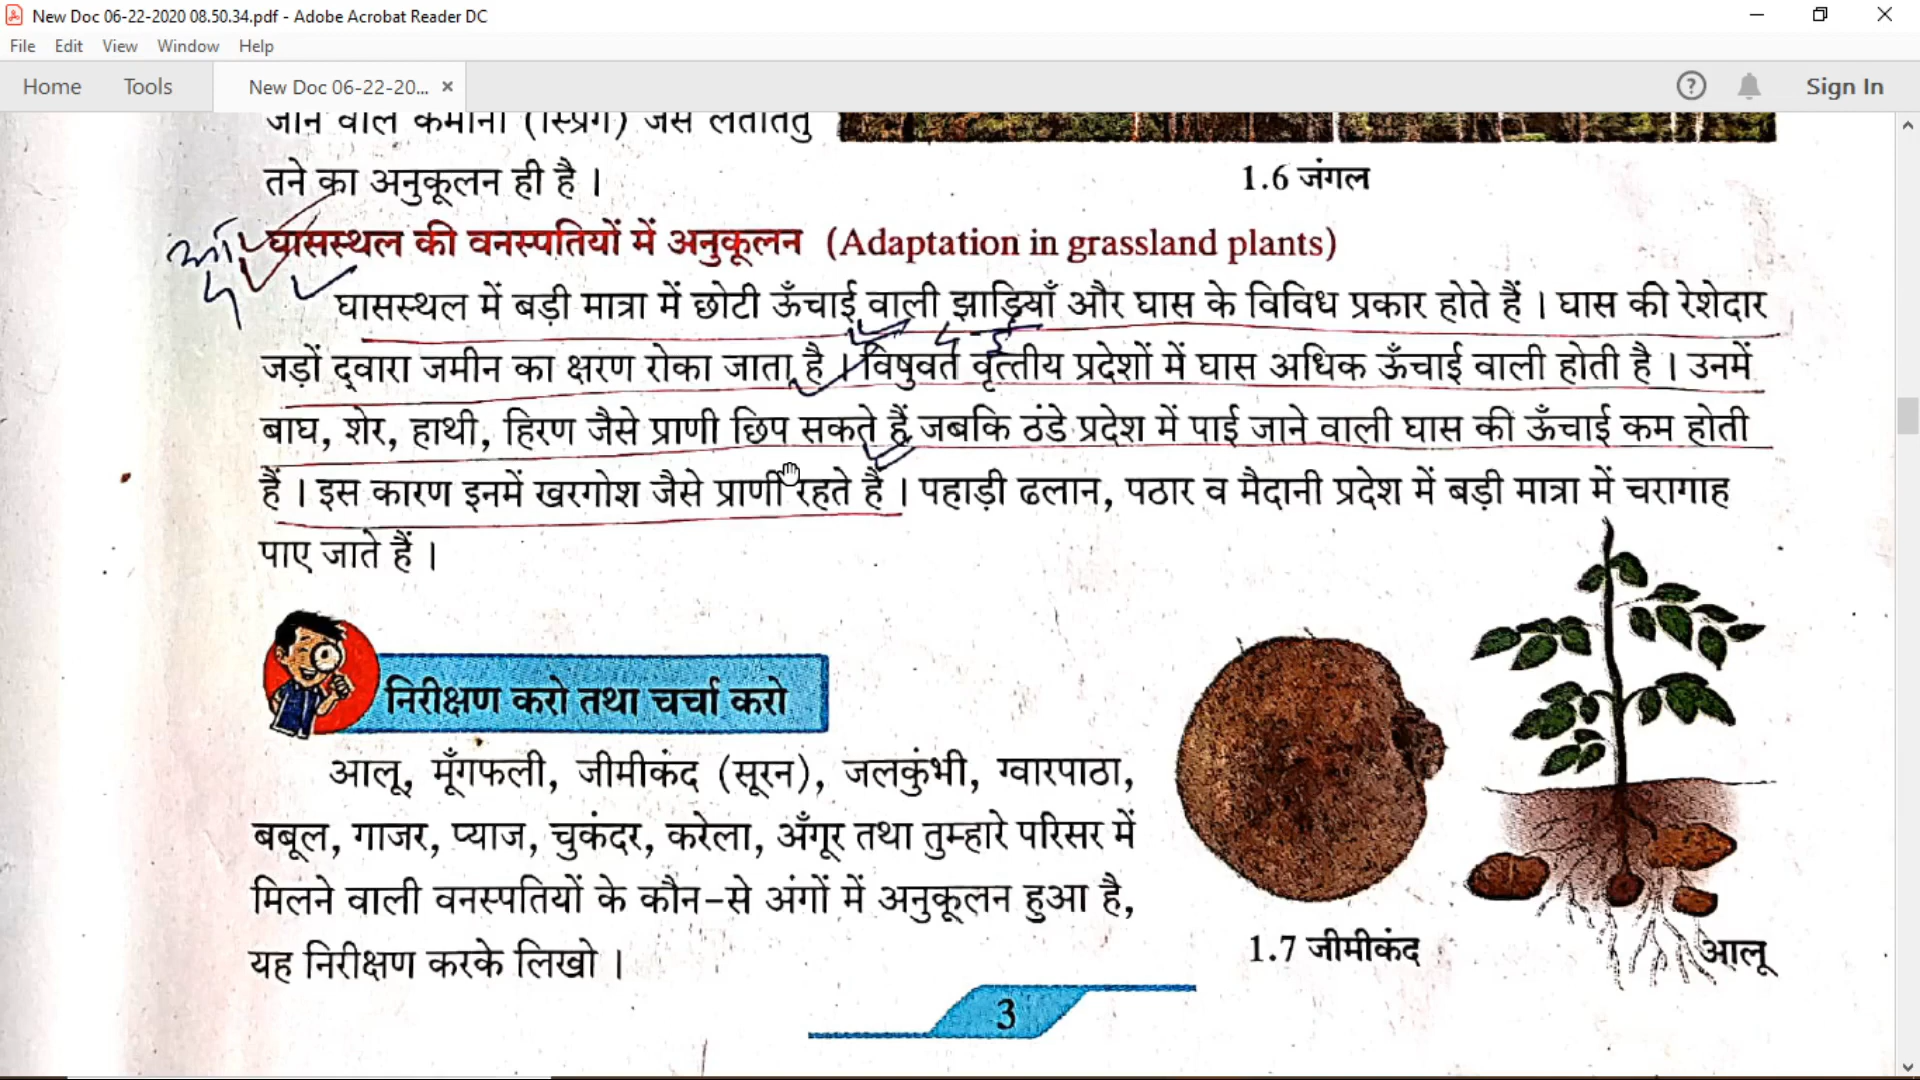 New Doc 06-22-2020 08.50.34.pdf - Adobe Acrobat Reader DC
File Edit View Window Help
Home Tools New Doc 06-22-20... × Sign In
जाने वाले कमानी (स्प्रिंग) जैसे लतातंतु
तने का अनुकूलन ही है ।
1.6 जंगल
घासस्थल की वनस्पतियों में अनुकूलन (Adaptation in grassland plants)
घासस्थल में बड़ी मात्रा में छोटी ऊँचाई वाली झाड़ियाँ और घास के विविध प्रकार होते हैं । घास की रेशेदार
जड़ों द्वारा जमीन का क्षरण रोका जाता है । विषुवत वृत्तीय प्रदेशों में घास अधिक ऊँचाई वाली होती है । उनमें
बाघ, शेर, हाथी, हिरण जैसे प्राणी छिप सकते हैं जबकि ठंडे प्रदेश में पाई जाने वाली घास की ऊँचाई कम होती
हैं । इस कारण इनमें खरगोश जैसे प्राणी रहते हैं । पहाड़ी ढलान, पठार व मैदानी प्रदेश में बड़ी मात्रा में चरागाह
पाए जाते हैं ।
निरीक्षण करो तथा चर्चा करो
आलू, मूँगफली, जीमीकंद (सूरन), जलकुंभी, ग्वारपाठा,
बबूल, गाजर, प्याज, चुकंदर, करेला, अँगूर तथा तुम्हारे परिसर में
मिलने वाली वनस्पतियों के कौन-से अंगों में अनुकूलन हुआ है,
यह निरीक्षण करके लिखो ।
1.7 जीमीकंद
आलू
3